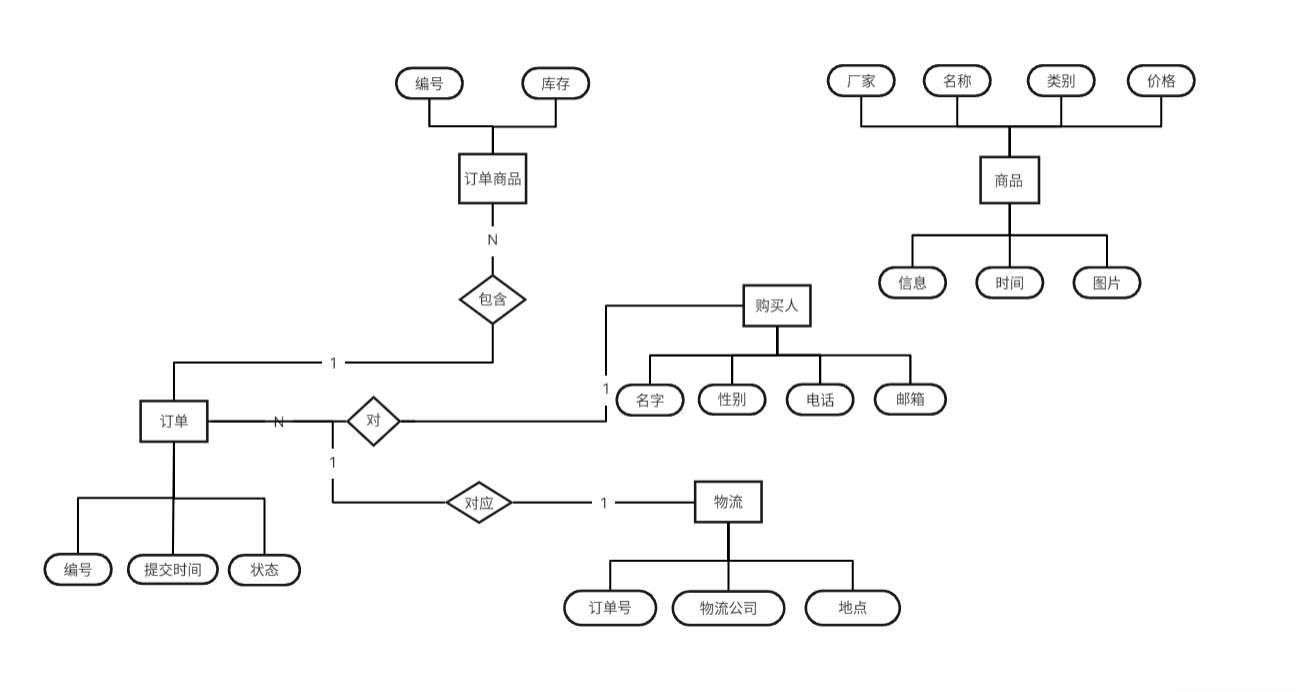 编号
库存
厂家
名称
类别
价格
订单商品
商品
N
信息
时间
图片
包含
购买人
1
1
名字
性别
电话
邮箱
订单
N
对
1
对应
1
物流
编号
提交时间
状态
订单号
物流公司
地点